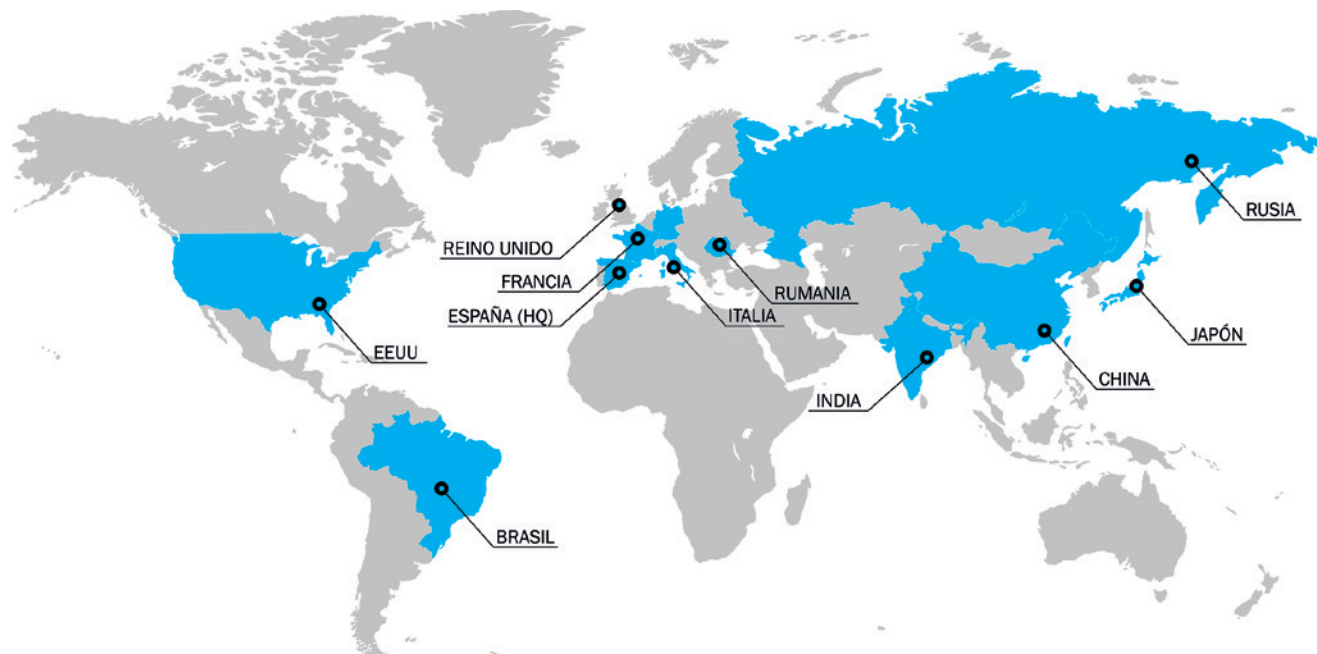 RUSIA
REINO UNIDO
FRANCIA
RUMANIA
ESPAÑA (HQ)
ITALIA
JAPÓN
EEUU
CHINA
INDIA
BRASIL